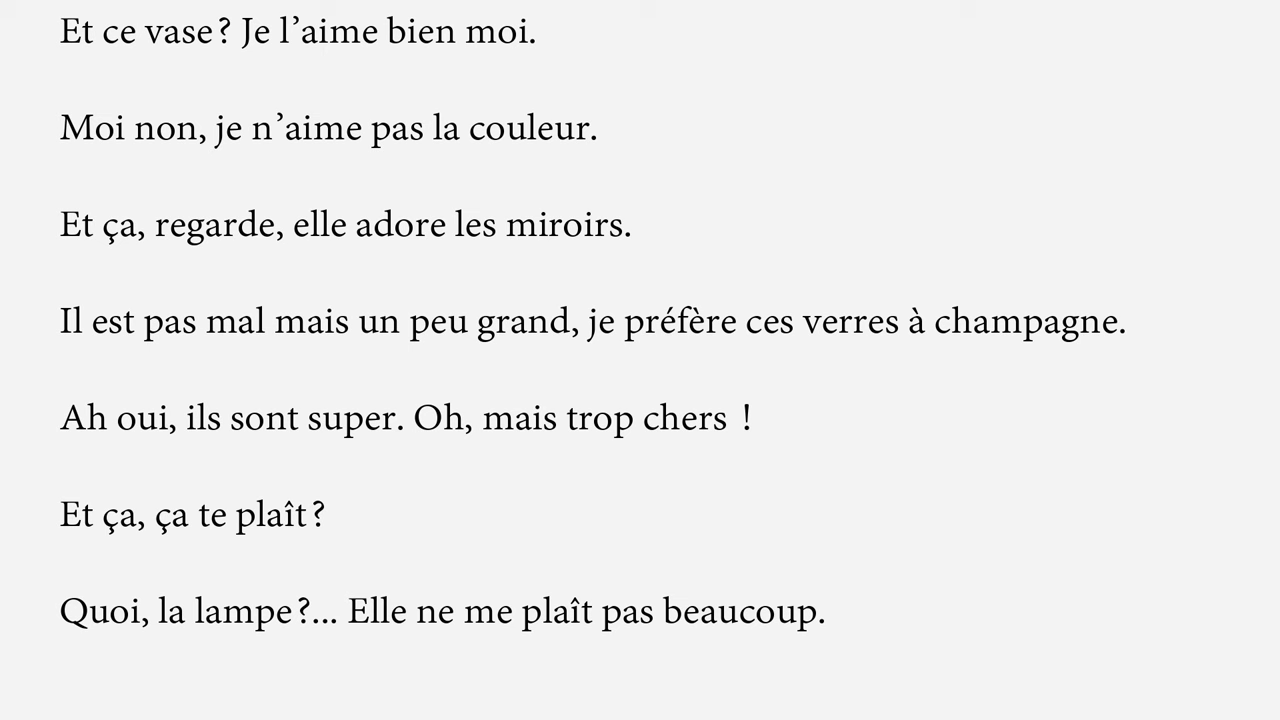 Et ce vase ? Je l’aime bien moi.
Moi non, je n’aime pas la couleur.
Et ça, regarde, elle adore les miroirs.
Il est pas mal mais un peu grand, je préfère ces verres à champagne.
Ah oui, ils sont super. Oh, mais trop chers !
Et ça, ça te plaît ?
Quoi, la lampe ?... Elle ne me plaît pas beaucoup.